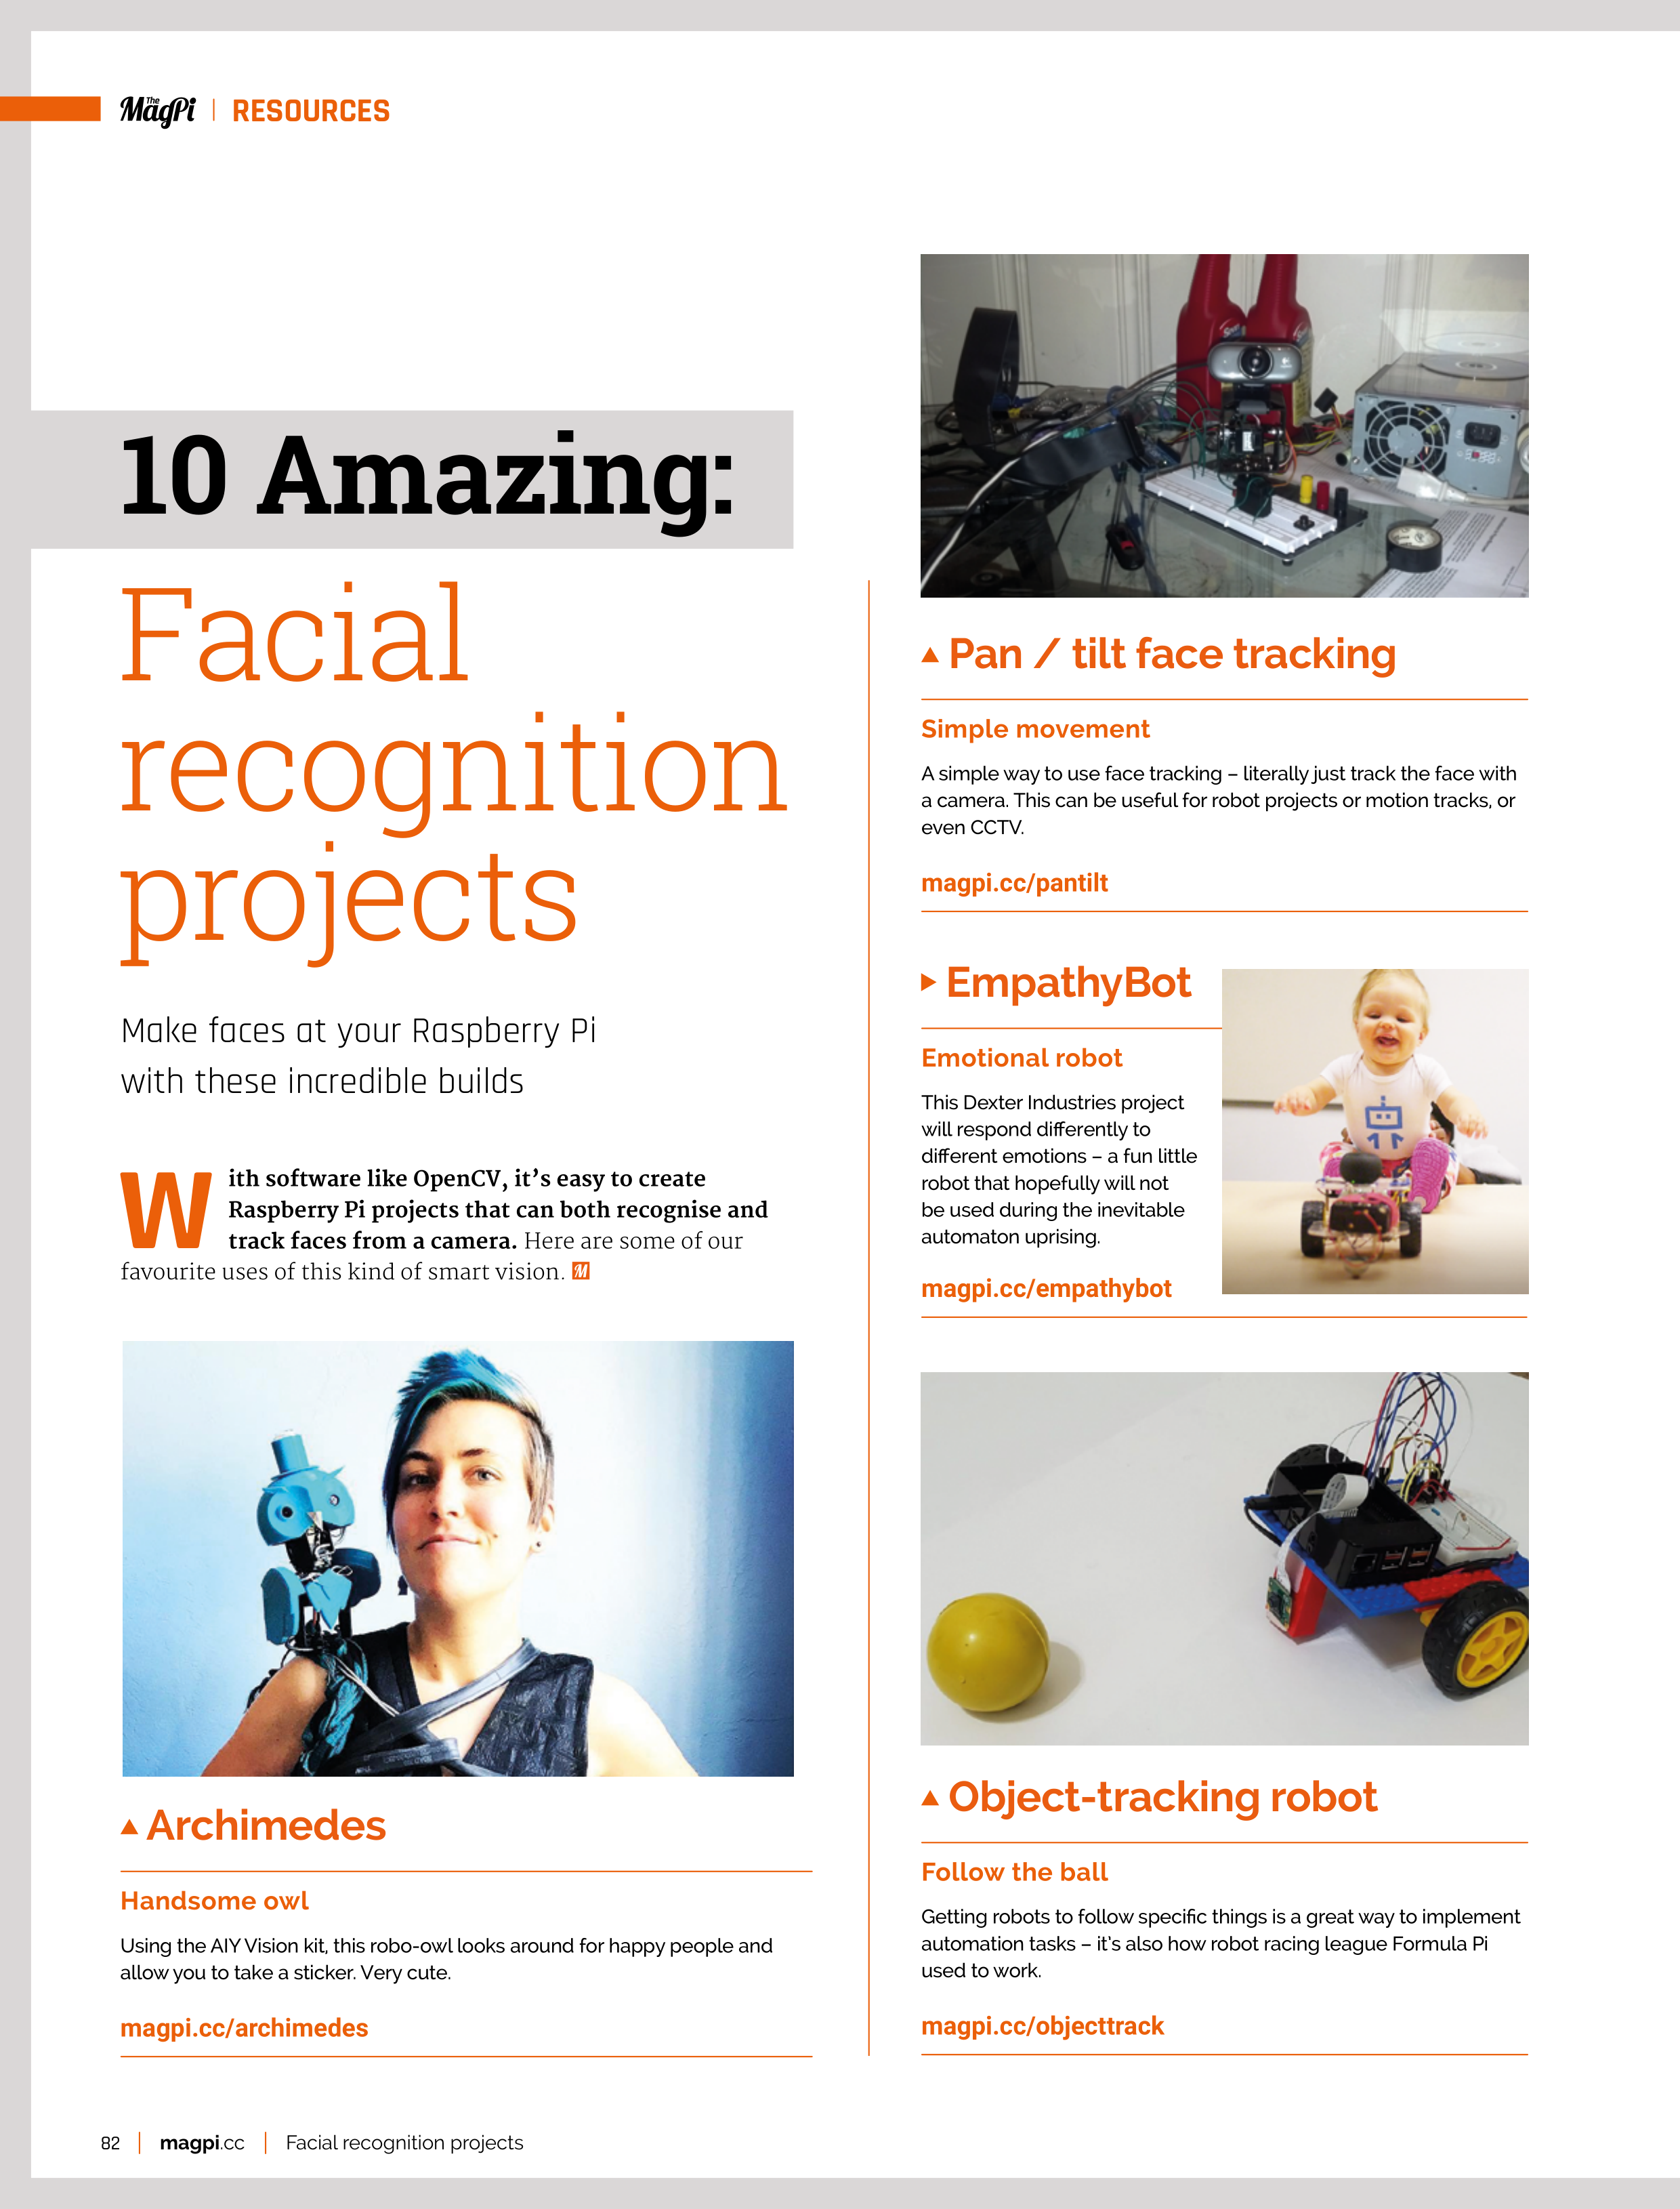 The MagPi | RESOURCES
10 Amazing:
Facial
recognition
projects
Make faces at your Raspberry Pi
with these incredible builds
With software like OpenCV, it’s easy to create
Raspberry Pi projects that can both recognise and
track faces from a camera. Here are some of our
favourite uses of this kind of smart vision.
Archimedes
Handsome owl
Using the AIY Vision kit, this robo-owl looks around for happy people and
allow you to take a sticker. Very cute.
magpi.cc/archimedes
Pan / tilt face tracking
Simple movement
A simple way to use face tracking – literally just track the face with
a camera. This can be useful for robot projects or motion tracks, or
even CCTV.
magpi.cc/pantilt
EmpathyBot
Emotional robot
This Dexter Industries project
will respond differently to
different emotions – a fun little
robot that hopefully will not
be used during the inevitable
automaton uprising.
magpi.cc/empathybot
Object-tracking robot
Follow the ball
Getting robots to follow specific things is a great way to implement
automation tasks – it’s also how robot racing league Formula Pi
used to work.
magpi.cc/objecttrack
82 | magpi.cc | Facial recognition projects